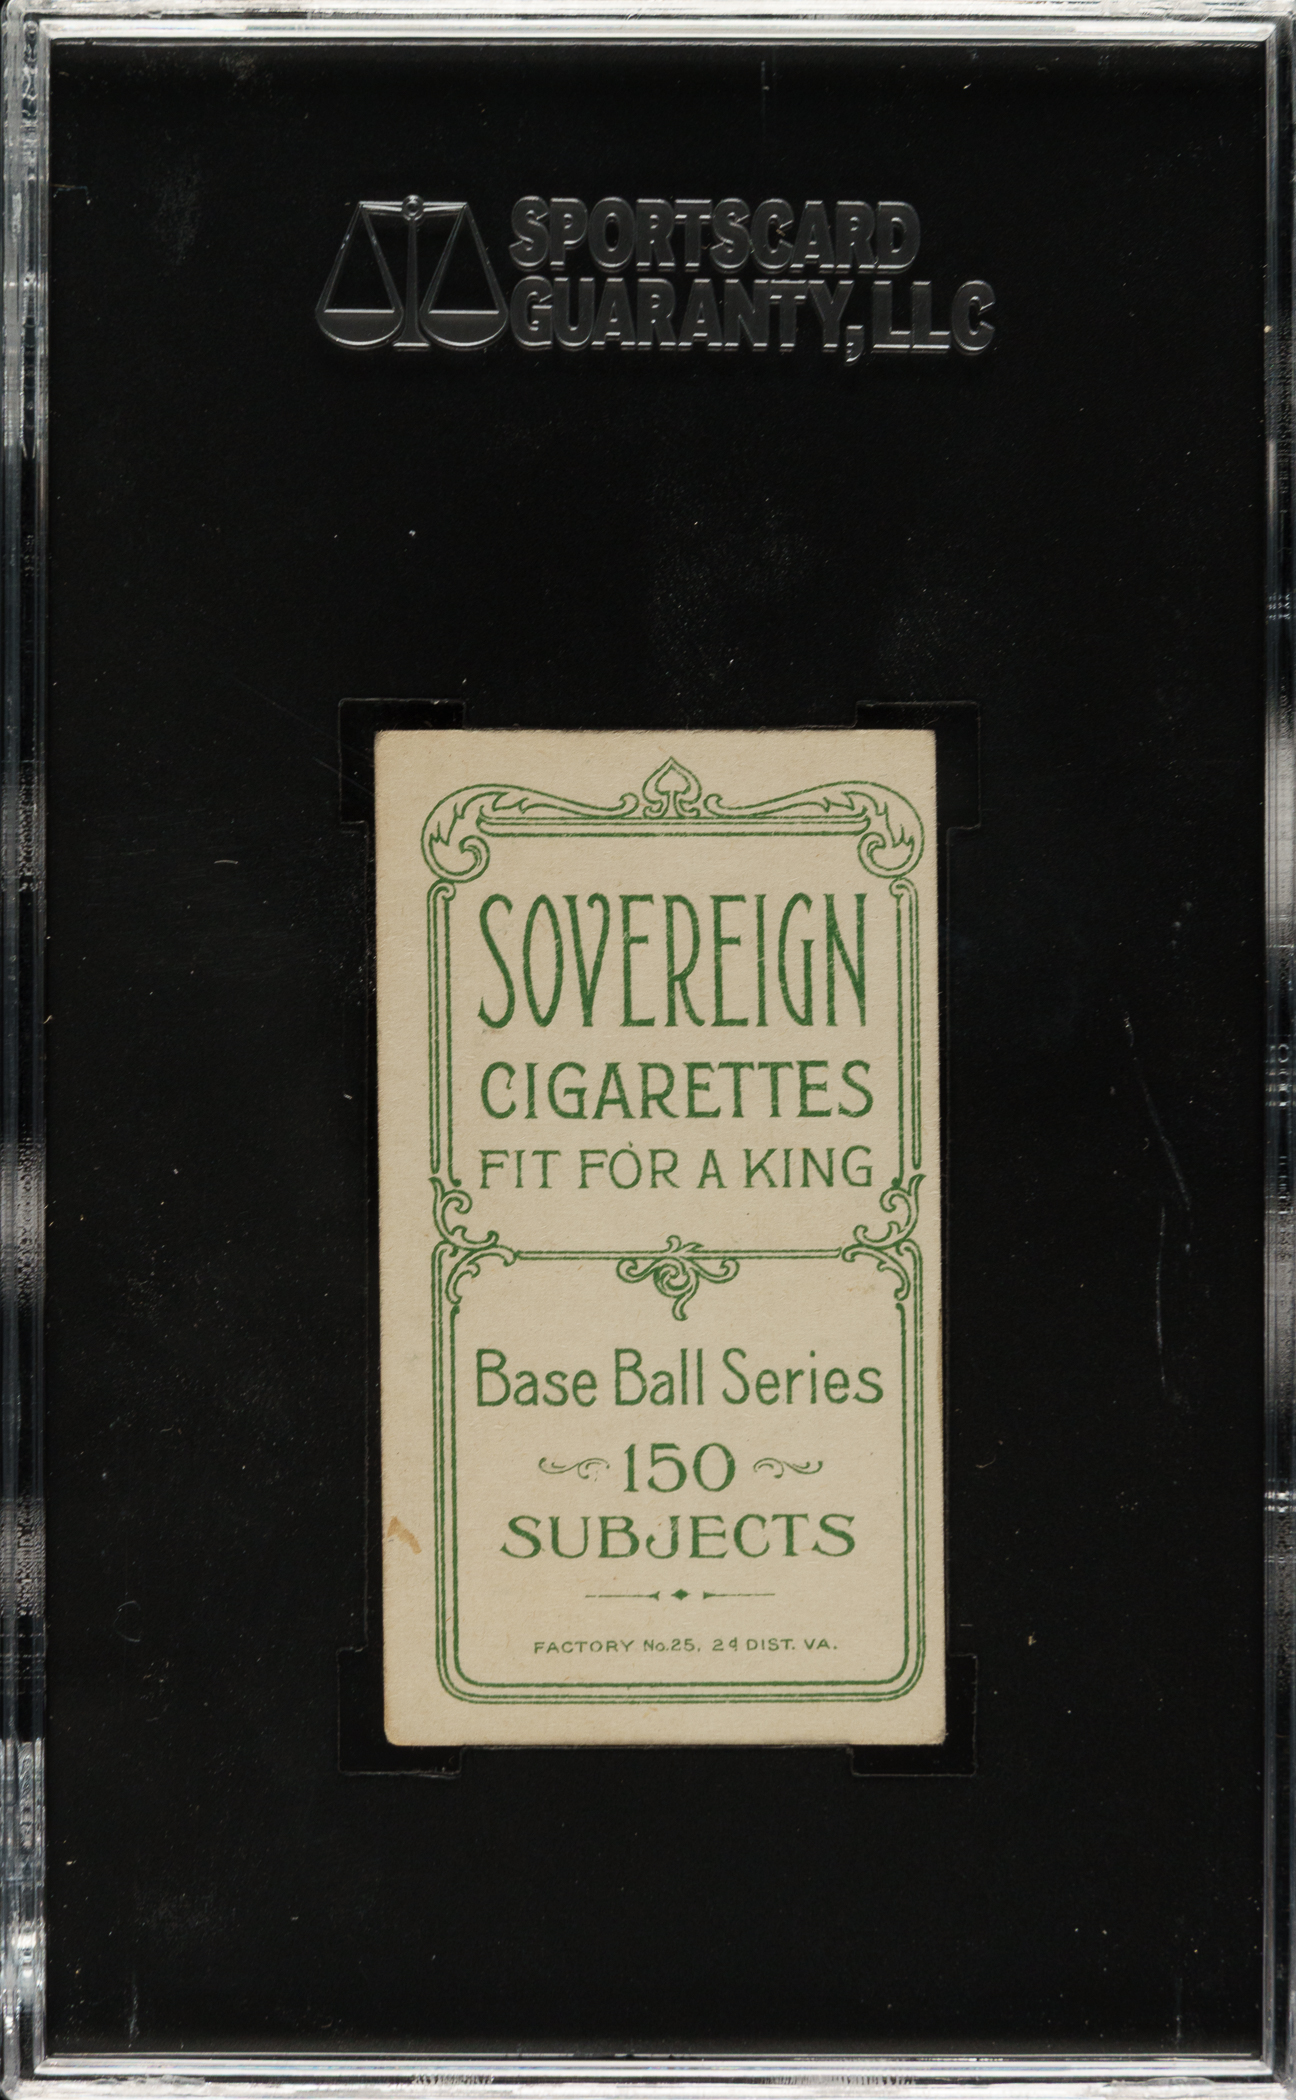 SPORTSCARD
GUARANTY, LLC
SOVEREIGN
CIGARETTES
FIT FOR A KING
Base Ball Series
150
SUBJECTS
FACTORY No. 25, 2d DIST. VA.